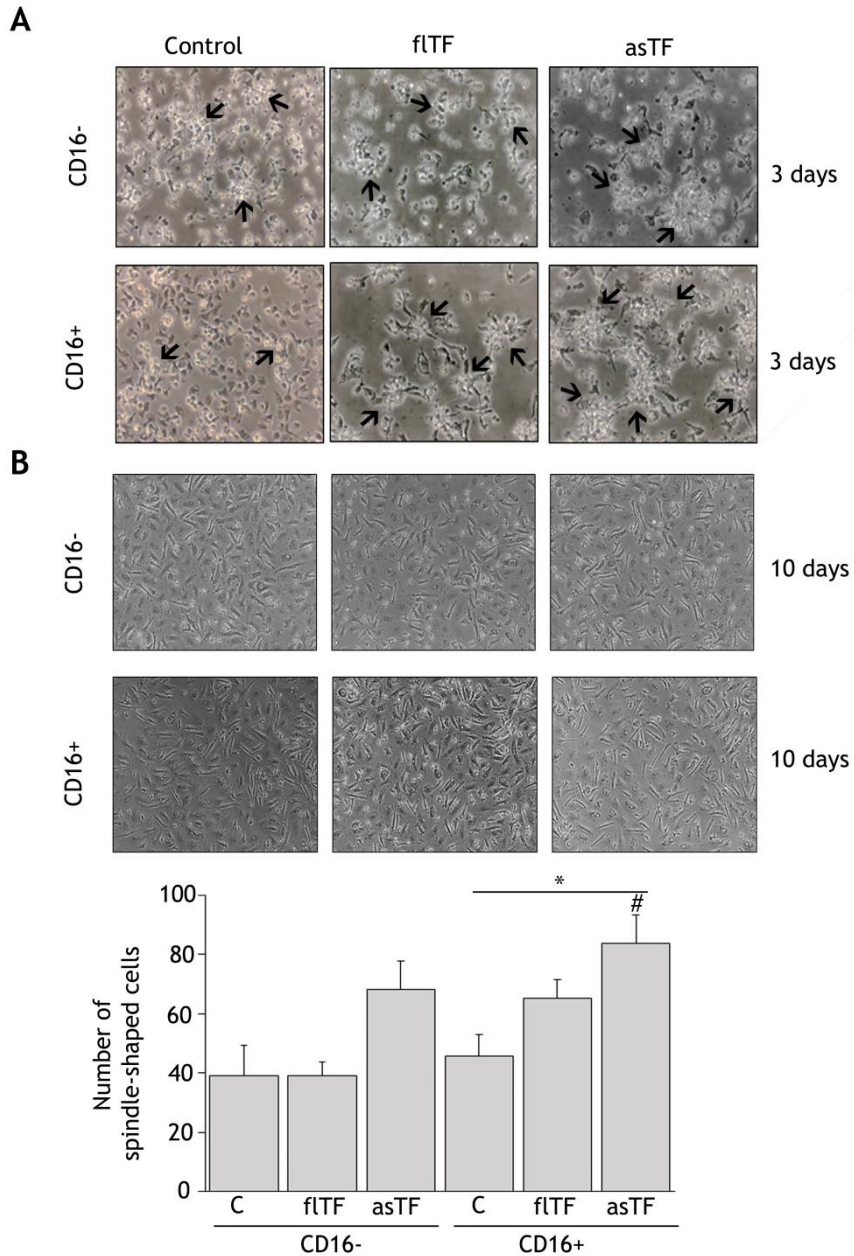 A
Control flTF asTF
CD16-
3 days
CD16+
3 days
B
CD16-
10 days
CD16+
10 days
Number of
spindle-shaped cells
100
80
60
40
20
0
*
#
C flTF asTF C flTF asTF
CD16- CD16+